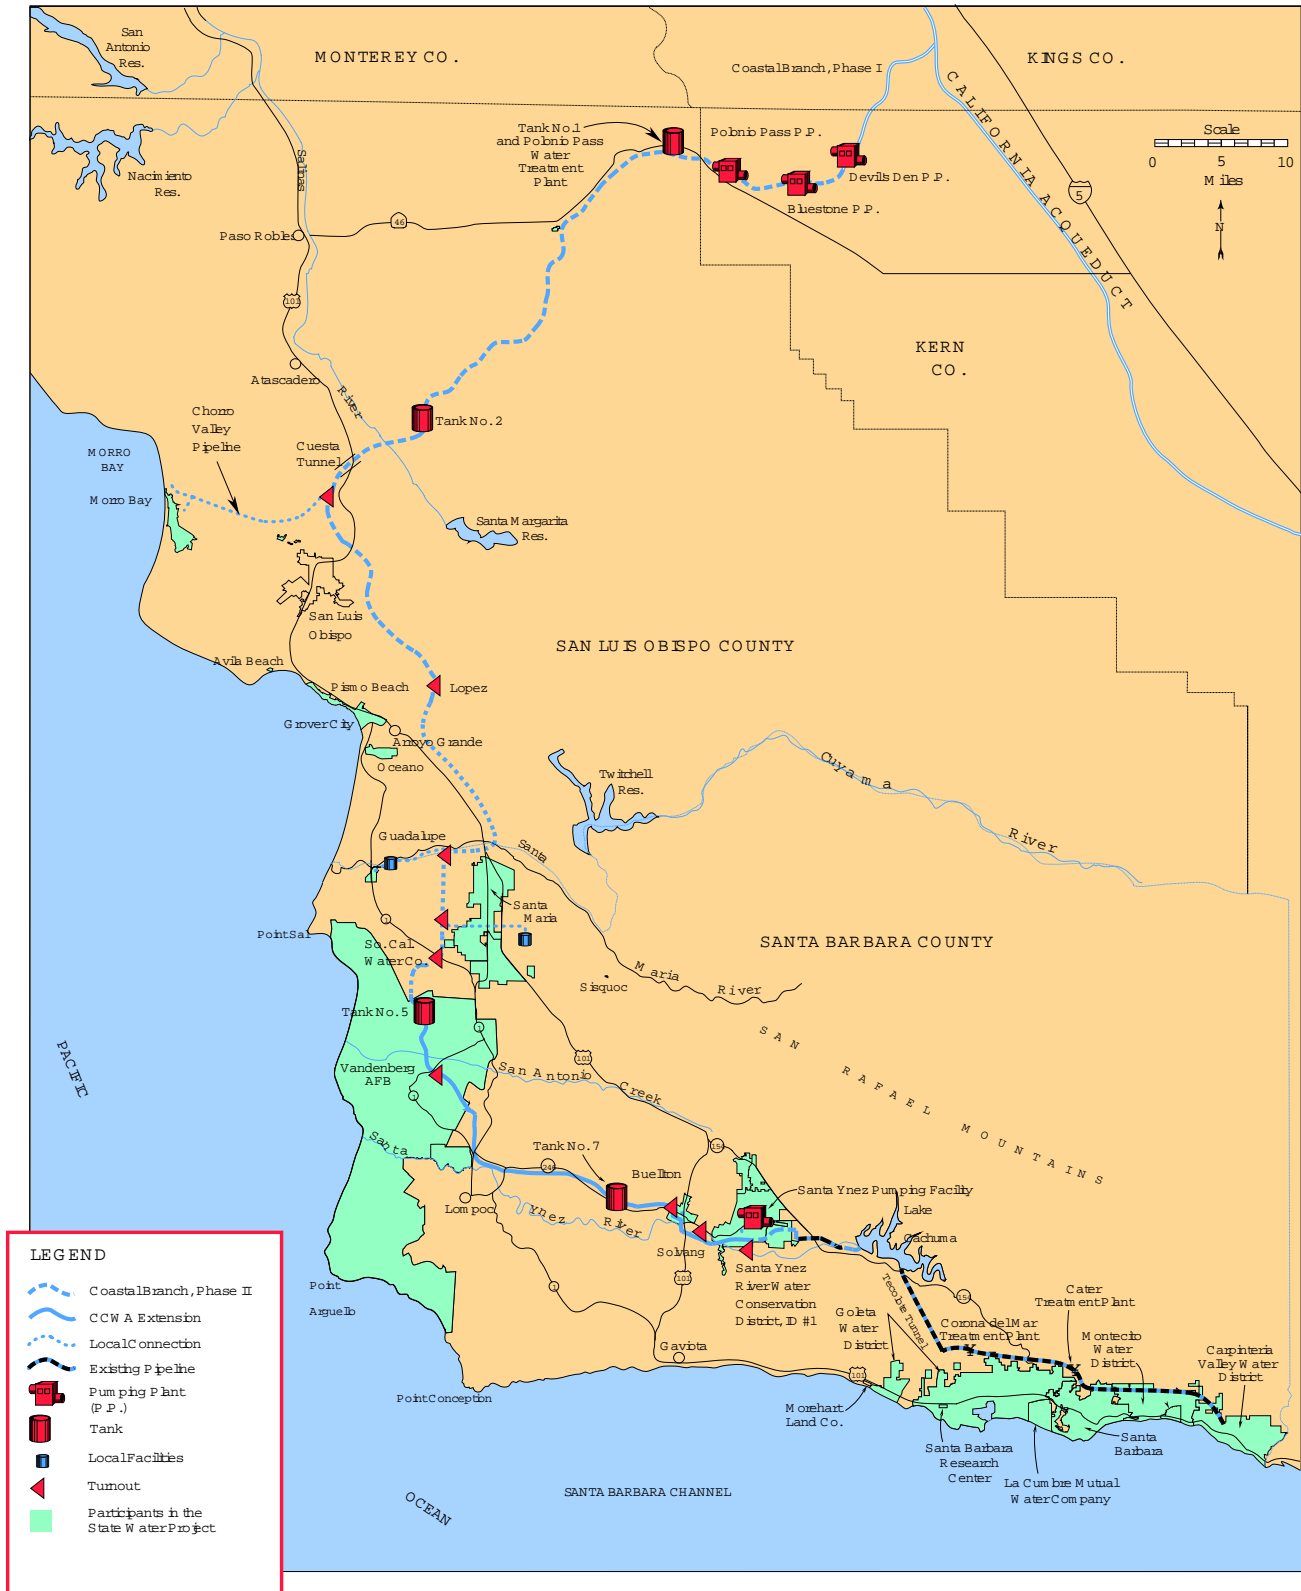 San
Antonio
Res.
MONTEREY CO.
KINGS CO.
Coastal Branch, Phase I
CALIFORNIA ACQUEDUCT
Tank No.1
and Polonio Pass
Water
Treatment
Plant
Polonio Pass P.P.
Scale
0 5 10
Miles
N
5
Devil's Den P.P.
Bluestone P.P.
Nacimiento
Res.
Salinas
River
46
Paso Robles
101
Atascadero
KERN
CO.
Chorro
Valley
Pipeline
Tank No. 2
Cuesta
Tunnel
MORRO
BAY
Morro Bay
Santa Margarita
Res.
San Luis
Obispo
SAN LUIS OBISPO COUNTY
Avila Beach
Pismo Beach
Lopez
Grover City
Arroyo Grande
Oceano
Twitchell
Res.
Cuyama
River
Guadalupe
Santa
Maria
River
Santa
Maria
1
Point Sal
So. Cal.
Water Co.
SANTA BARBARA COUNTY
Sisquoc
Tank No. 5
1
SAN RAFAEL MOUNTAINS
PACIFIC
Vandenberg
AFB
San Antonio
Creek
101
1
Santa
Ynez
River
Tank No. 7
246
154
Buellton
Santa Ynez Pumping Facility
Lompoc
Lake
Cachuma
Solvang
Santa Ynez
River Water
Conservation
District, ID #1
101
1
Point
Arguello
Tecolote Tunnel
154
Goleta
Water
District
Corona del Mar
Treatment Plant
Cater
Treatment Plant
Montecito
Water
District
Carpinteria
Valley Water
District
Gaviota
101
Point Conception
Morehart
Land Co.
Santa Barbara
Research
Center
Santa
Barbara
La Cumbre Mutual
Water Company
SANTA BARBARA CHANNEL
OCEAN
LEGEND
Coastal Branch, Phase II
CCWA Extension
Local Connection
Existing Pipeline
Pumping Plant
(P.P.)
Tank
Local Facilities
Turnout
Participants in the
State Water Project